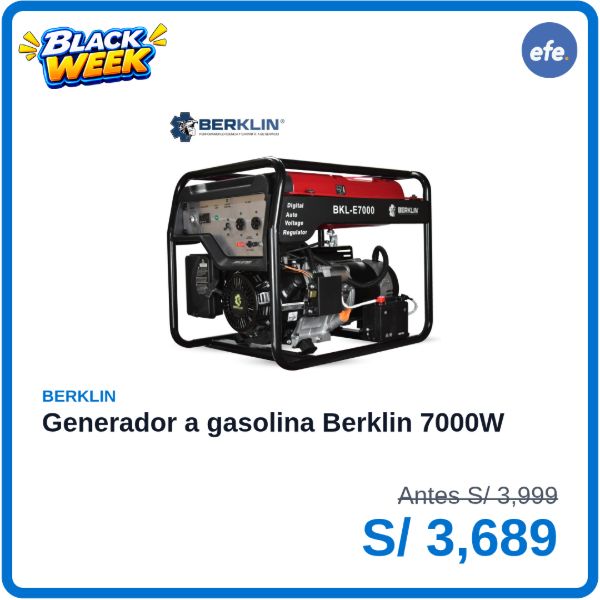 BLACK
WEEK
efe.
BERKLIN®
Digital
Auto
Voltage
Regulator
BKL-E7000
BERKLIN
BERKLIN
Generador a gasolina Berklin 7000W
Antes S/ 3,999
S/ 3,689